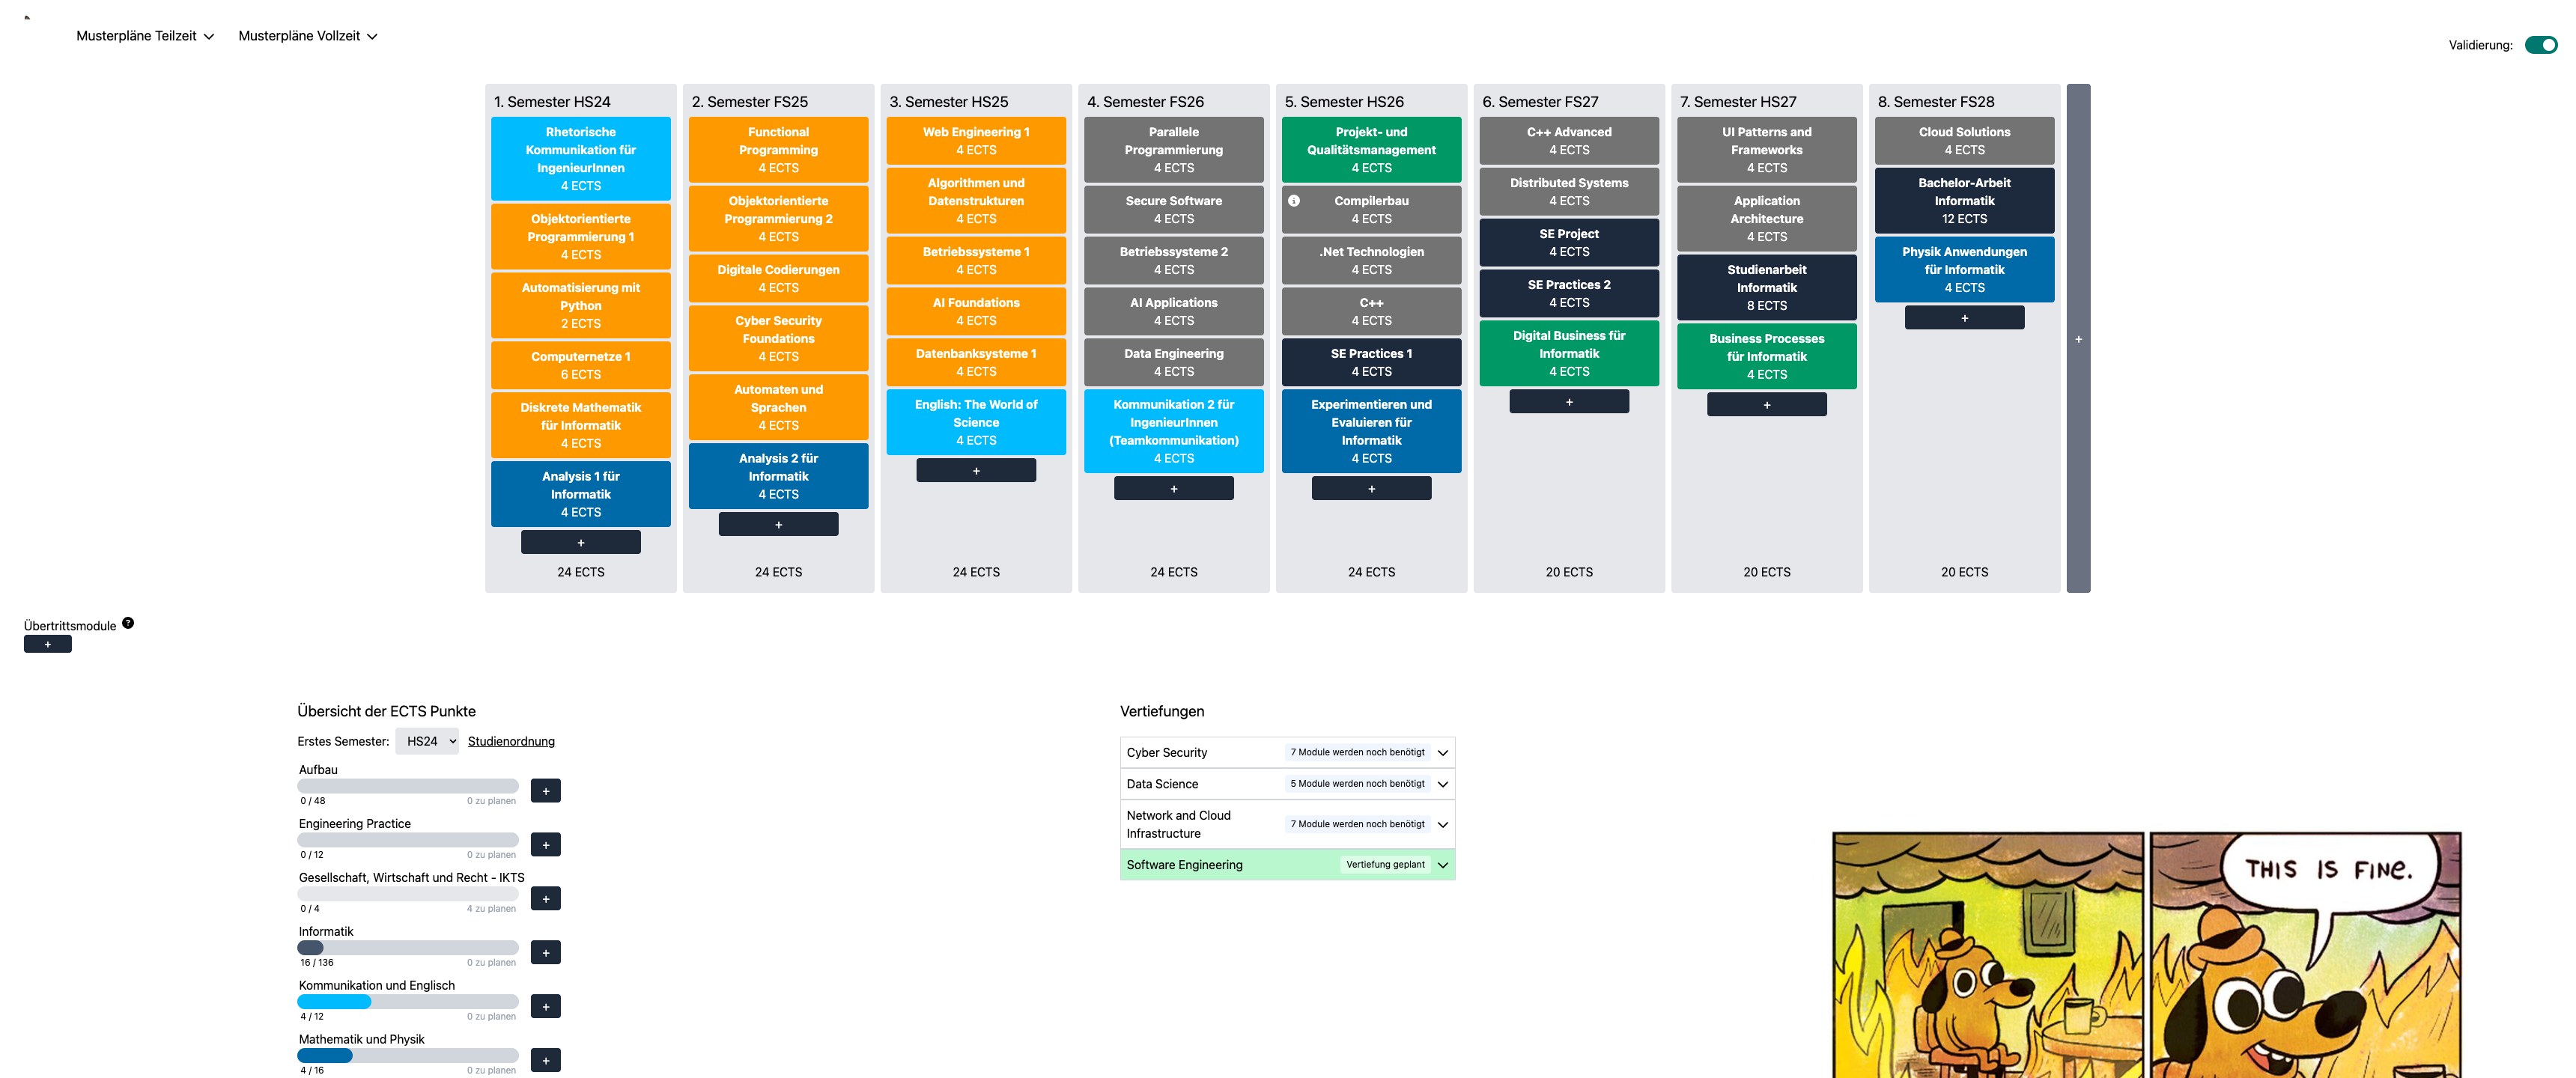 Musterpläne Teilzeit
Musterpläne Vollzeit
Validierung:
1. Semester HS24
Rhetorische
Kommunikation für
IngenieurInnen
4 ECTS
Objektorientierte
Programmierung 1
4 ECTS
Automatisierung mit
Python
2 ECTS
Computernetze 1
6 ECTS
Diskrete Mathematik
für Informatik
4 ECTS
Analysis 1 für
Informatik
4 ECTS
+
24 ECTS
2. Semester FS25
Functional
Programming
4 ECTS
Objektorientierte
Programmierung 2
4 ECTS
Digitale Codierungen
4 ECTS
Cyber Security
Foundations
4 ECTS
Automaten und
Sprachen
4 ECTS
Analysis 2 für
Informatik
4 ECTS
+
24 ECTS
3. Semester HS25
Web Engineering 1
4 ECTS
Algorithmen und
Datenstrukturen
4 ECTS
Betriebssysteme 1
4 ECTS
AI Foundations
4 ECTS
Datenbanksysteme 1
4 ECTS
English: The World of
Science
4 ECTS
+
24 ECTS
4. Semester FS26
Parallele
Programmierung
4 ECTS
Secure Software
4 ECTS
Betriebssysteme 2
4 ECTS
AI Applications
4 ECTS
Data Engineering
4 ECTS
Kommunikation 2 für
IngenieurInnen
(Teamkommunikation)
4 ECTS
+
24 ECTS
5. Semester HS26
Projekt- und
Qualitätsmanagement
4 ECTS
Compilerbau
4 ECTS
.Net Technologien
4 ECTS
C++
4 ECTS
SE Practices 1
4 ECTS
Experimentieren und
Evaluieren für
Informatik
4 ECTS
+
24 ECTS
6. Semester FS27
C++ Advanced
4 ECTS
Distributed Systems
4 ECTS
SE Project
4 ECTS
SE Practices 2
4 ECTS
Digital Business für
Informatik
4 ECTS
+
20 ECTS
7. Semester HS27
UI Patterns and
Frameworks
4 ECTS
Application
Architecture
4 ECTS
Studienarbeit
Informatik
8 ECTS
Business Processes
für Informatik
4 ECTS
+
20 ECTS
8. Semester FS28
Cloud Solutions
4 ECTS
Bachelor-Arbeit
Informatik
12 ECTS
Physik Anwendungen
für Informatik
4 ECTS
+
20 ECTS
+
Übertrittsmodule ?
+
Übersicht der ECTS Punkte
Erstes Semester: HS24 Studienordnung
Aufbau
+
0 / 48 0 zu planen
Engineering Practice
+
0 / 12 0 zu planen
Gesellschaft, Wirtschaft und Recht - IKTS
+
0 / 4 4 zu planen
Informatik
+
16 / 136 0 zu planen
Kommunikation und Englisch
+
4 / 12 0 zu planen
Mathematik und Physik
+
4 / 16 0 zu planen
Vertiefungen
Cyber Security 7 Module werden noch benötigt
Data Science 5 Module werden noch benötigt
Network and Cloud
Infrastructure 7 Module werden noch benötigt
Software Engineering Vertiefung geplant
THIS IS FINE.